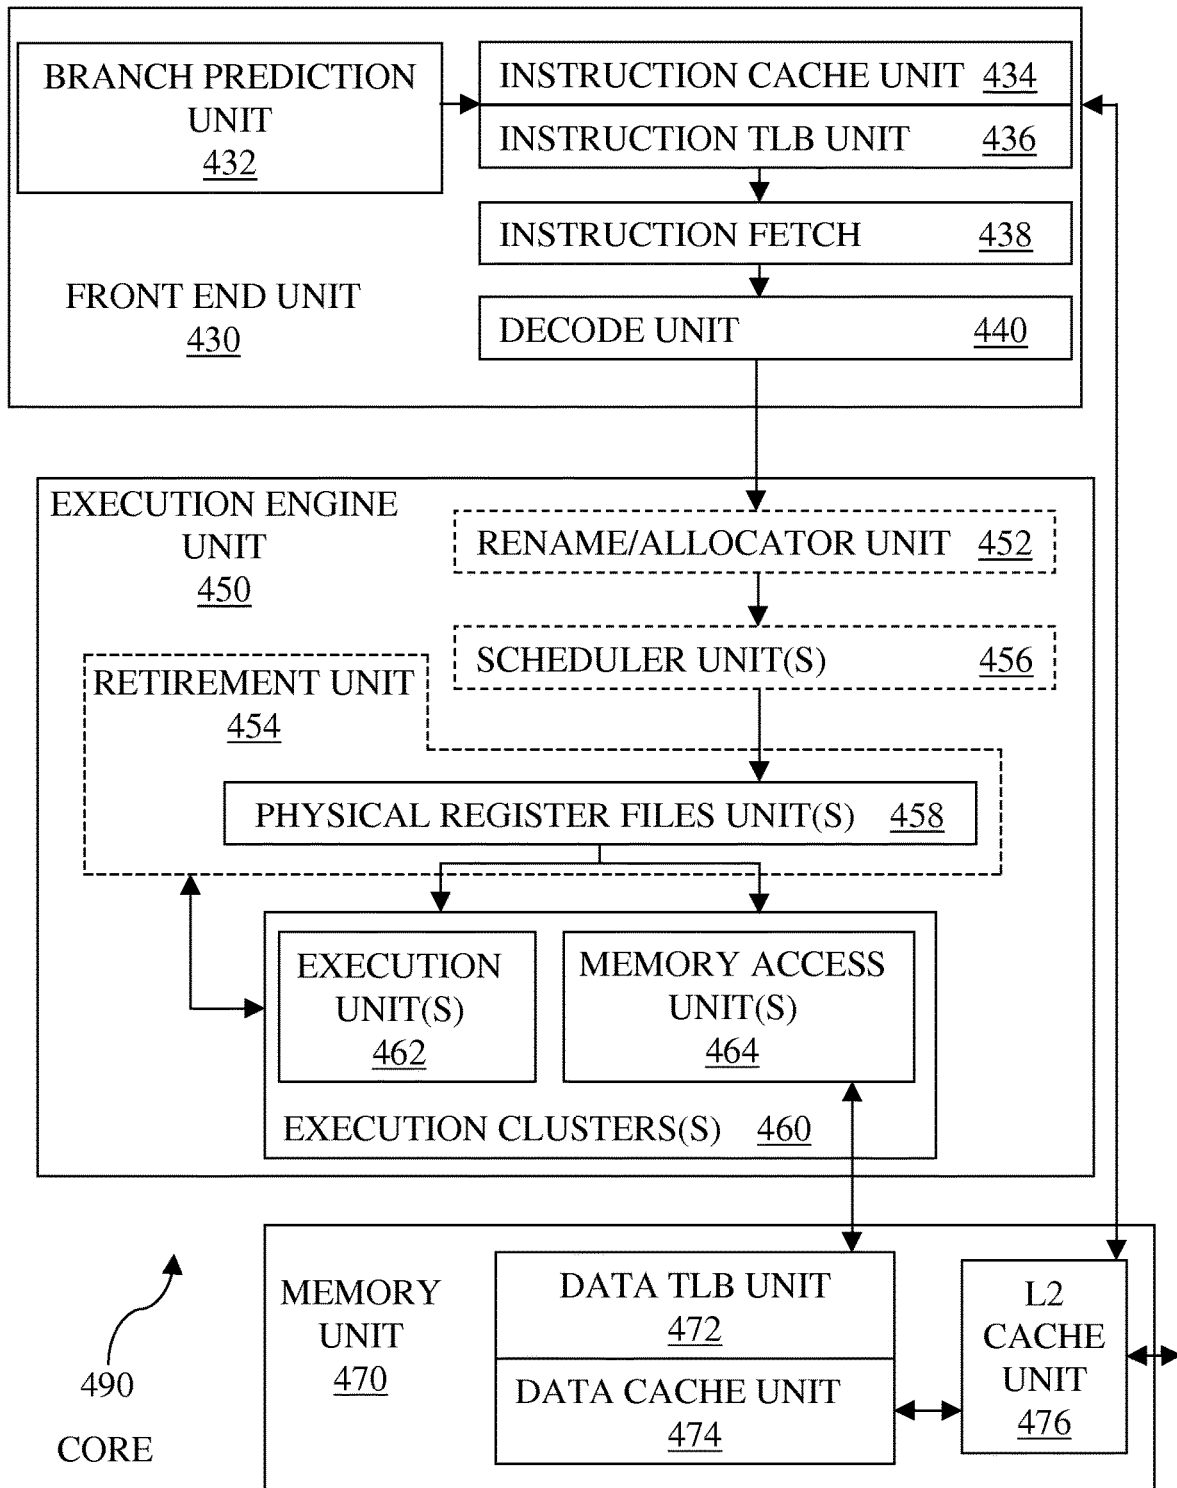 BRANCH PREDICTION
UNIT
432
INSTRUCTION CACHE UNIT 434
INSTRUCTION TLB UNIT 436
INSTRUCTION FETCH 438
FRONT END UNIT
430
DECODE UNIT 440
EXECUTION ENGINE
UNIT
450
RENAME/ALLOCATOR UNIT 452
SCHEDULER UNIT(S) 456
RETIREMENT UNIT
454
PHYSICAL REGISTER FILES UNIT(S) 458
EXECUTION
UNIT(S)
462
MEMORY ACCESS
UNIT(S)
464
EXECUTION CLUSTERS(S) 460
MEMORY
UNIT
470
DATA TLB UNIT
472
DATA CACHE UNIT
474
L2
CACHE
UNIT
476
490
CORE